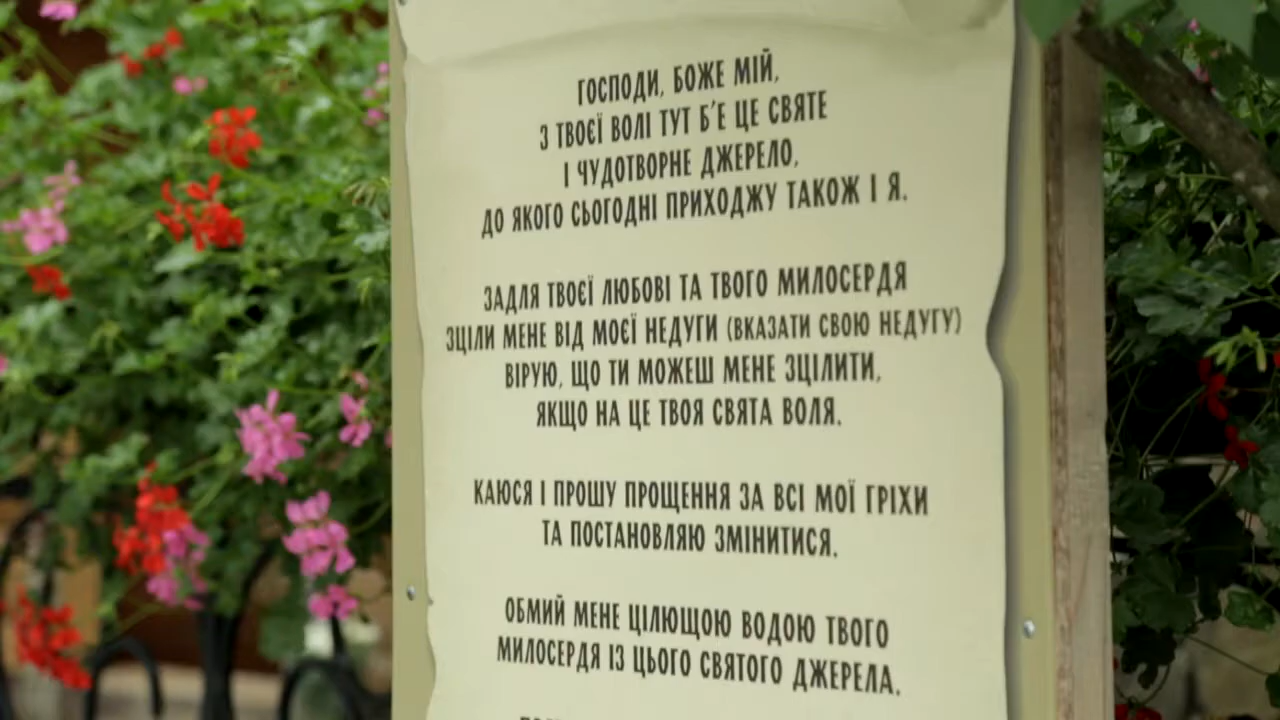 ГОСПОДИ, БОЖЕ МІЙ,
З ТВОЄЇ ВОЛІ ТУТ Б'Є ЦЕ СВЯТЕ
І ЧУДОТВОРНЕ ДЖЕРЕЛО,
ДО ЯКОГО СЬОГОДНІ ПРИХОДЖУ ТАКОЖ І Я.
ЗАДЛЯ ТВОЄЇ ЛЮБОВІ ТА ТВОГО МИЛОСЕРДЯ
ЗЦІЛИ МЕНЕ ВІД МОЄЇ НЕДУГИ (ВКАЗАТИ СВОЮ НЕДУГУ)
ВІРУЮ, ЩО ТИ МОЖЕШ МЕНЕ ЗЦІЛИТИ,
ЯКЩО НА ЦЕ ТВОЯ СВЯТА ВОЛЯ.
КАЮСЯ І ПРОШУ ПРОЩЕННЯ ЗА ВСІ МОЇ ГРІХИ
ТА ПОСТАНОВЛЯЮ ЗМІНИТИСЯ.
ОБМИЙ МЕНЕ ЦІЛЮЩОЮ ВОДОЮ ТВОГО
МИЛОСЕРДЯ ІЗ ЦЬОГО СВЯТОГО ДЖЕРЕЛА.